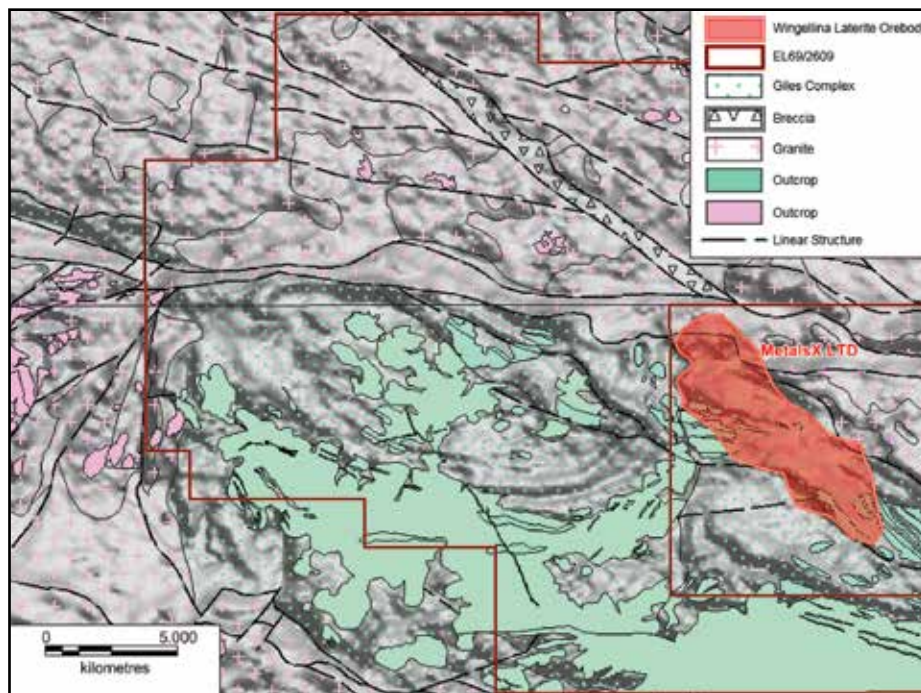 Wingellina Laterite Orebod
EL69/2609
Giles Complex
Breccia
Granite
Outcrop
Outcrop
Linear Structure
MetalsX LTD
0 5.000
kilometres